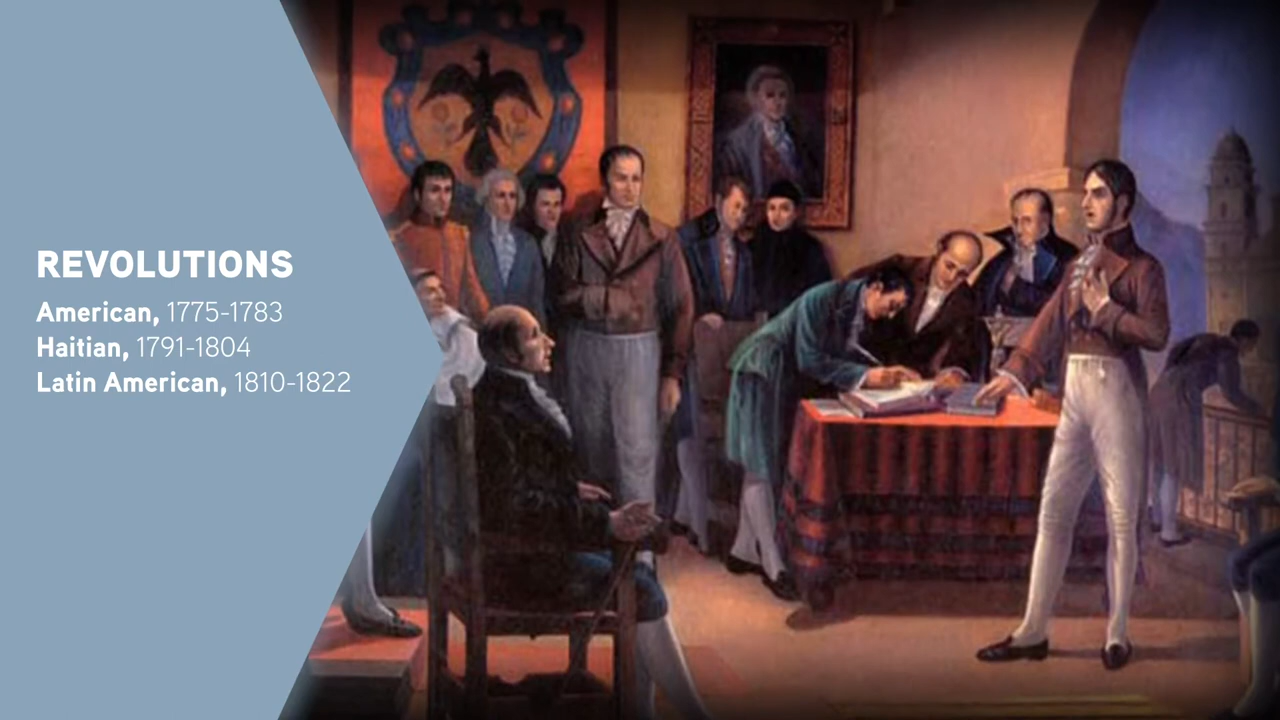 REVOLUTIONS
American, 1775-1783
Haitian, 1791-1804
Latin American, 1810-1822